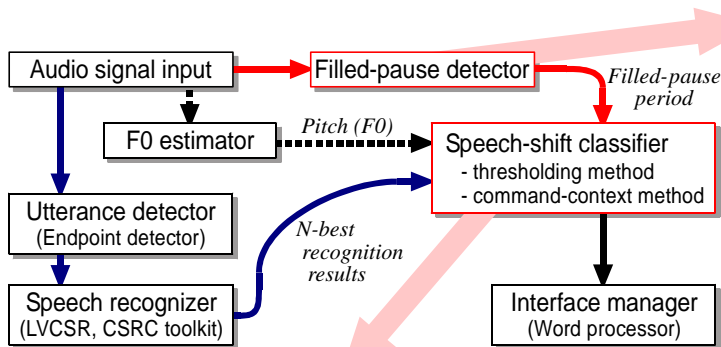 Audio signal input
Filled-pause detector
Filled-pause
period
F0 estimator
Pitch (F0)
Speech-shift classifier
- thresholding method
- command-context method
Utterance detector
(Endpoint detector)
N-best
recognition
results
Speech recognizer
(LVCSR, CSRC toolkit)
Interface manager
(Word processor)